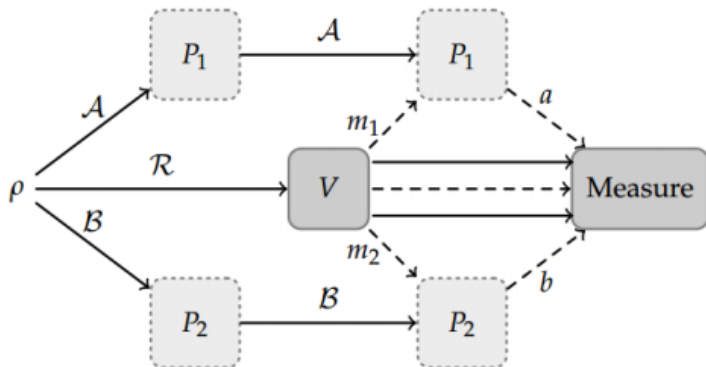 𝒜
P₁
P₁
𝒜
a
m₁
ρ
ℛ
V
Measure
ℬ
m₂
P₂
ℬ
P₂
b